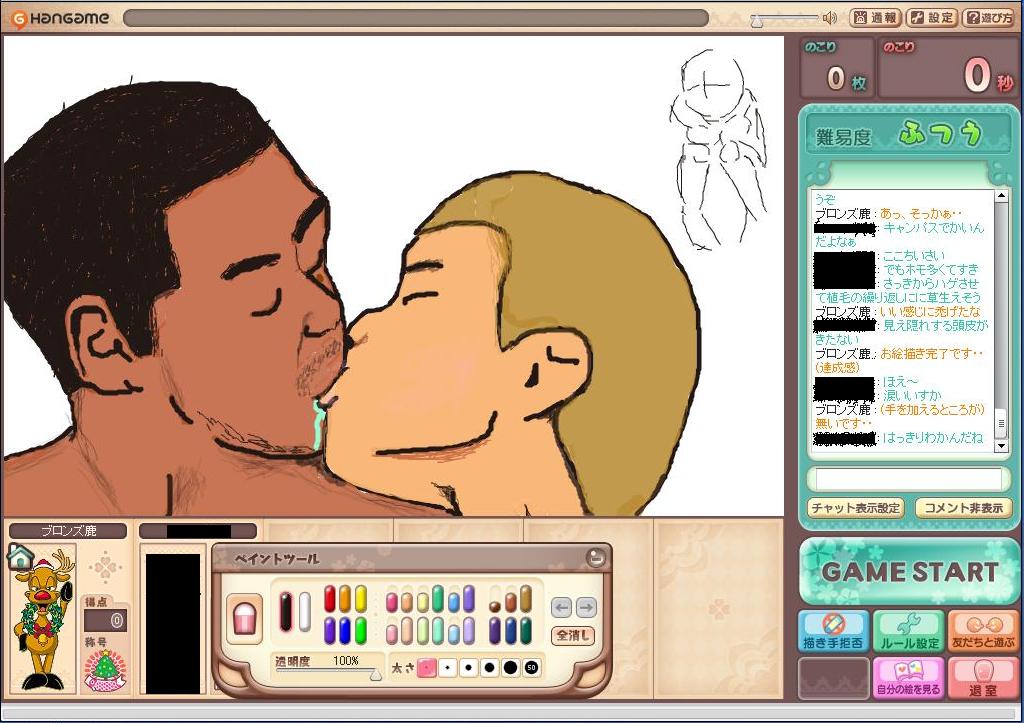 Hangame
通報
設定
遊び方
のこり
0枚
のこり
0秒
難易度 ふつう
うぞ
ブロンズ鹿 : あっ、そっかぁ‥
: キャンバスでかいん
だよなぁ
: ここちいさい
: でもホモ多くてすき
: さっきからハゲさせ
て植毛の繰り返しにに草生えそう
ブロンズ鹿 : いい感じに禿げたな
: 見え隠れする頭皮が
きたない
ブロンズ鹿 : お絵描き完了です‥
(達成感)
: ほえ～
: 涙いいすか
ブロンズ鹿 : (手を加えるところが)
無いです‥
: はっきりわかんだね
チャット表示設定
コメント非表示
GAME START
描き手拒否
ルール設定
友だちと遊ぶ
自分の絵を見る
退室
ブロンズ鹿
得点
0
称号
ペイントツール
全消し
透明度 100%
太さ
50